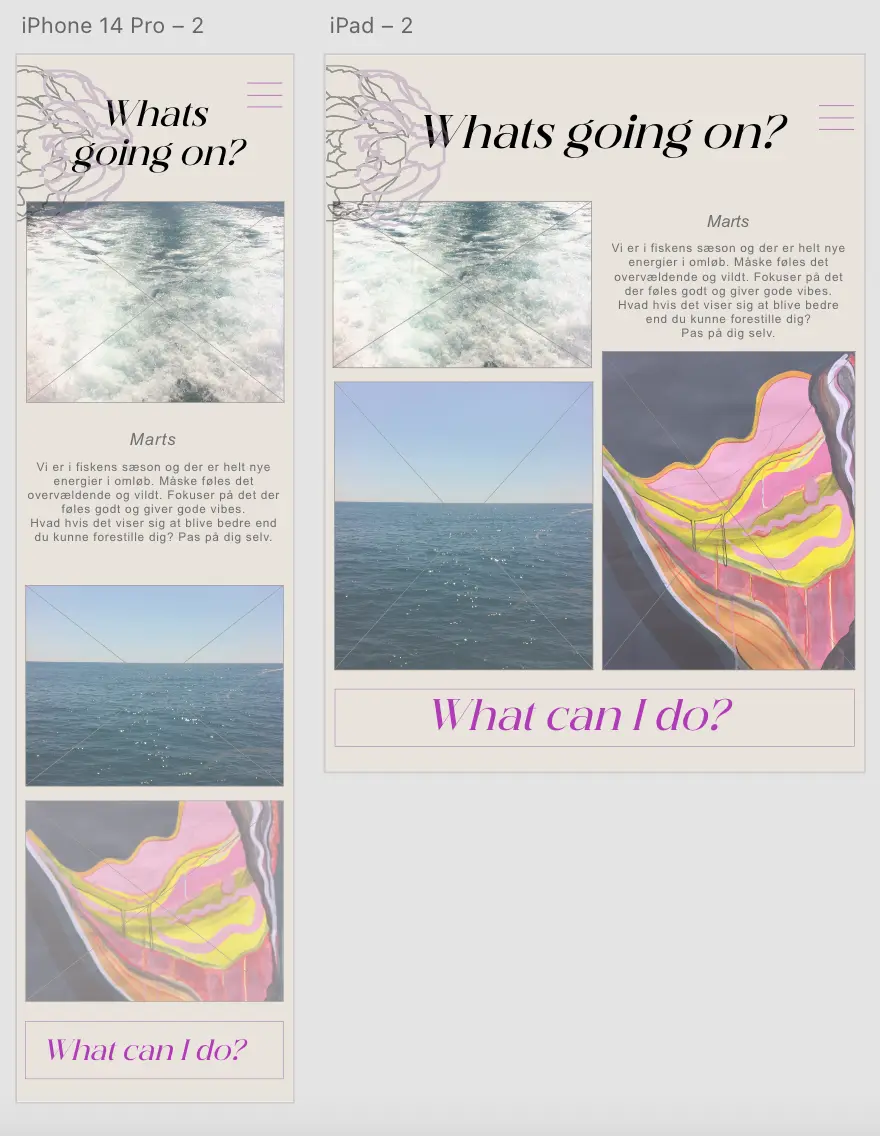 iPhone 14 Pro – 2
Whats
going on?
Marts
Vi er i fiskens sæson og der er helt nye
energier i omløb. Måske føles det
overvældende og vildt. Fokuser på det der
føles godt og giver gode vibes.
Hvad hvis det viser sig at blive bedre end
du kunne forestille dig? Pas på dig selv.
What can I do?
iPad – 2
Whats going on?
Marts
Vi er i fiskens sæson og der er helt nye
energier i omløb. Måske føles det
overvældende og vildt. Fokuser på det
der føles godt og giver gode vibes.
Hvad hvis det viser sig at blive bedre
end du kunne forestille dig?
Pas på dig selv.
What can I do?